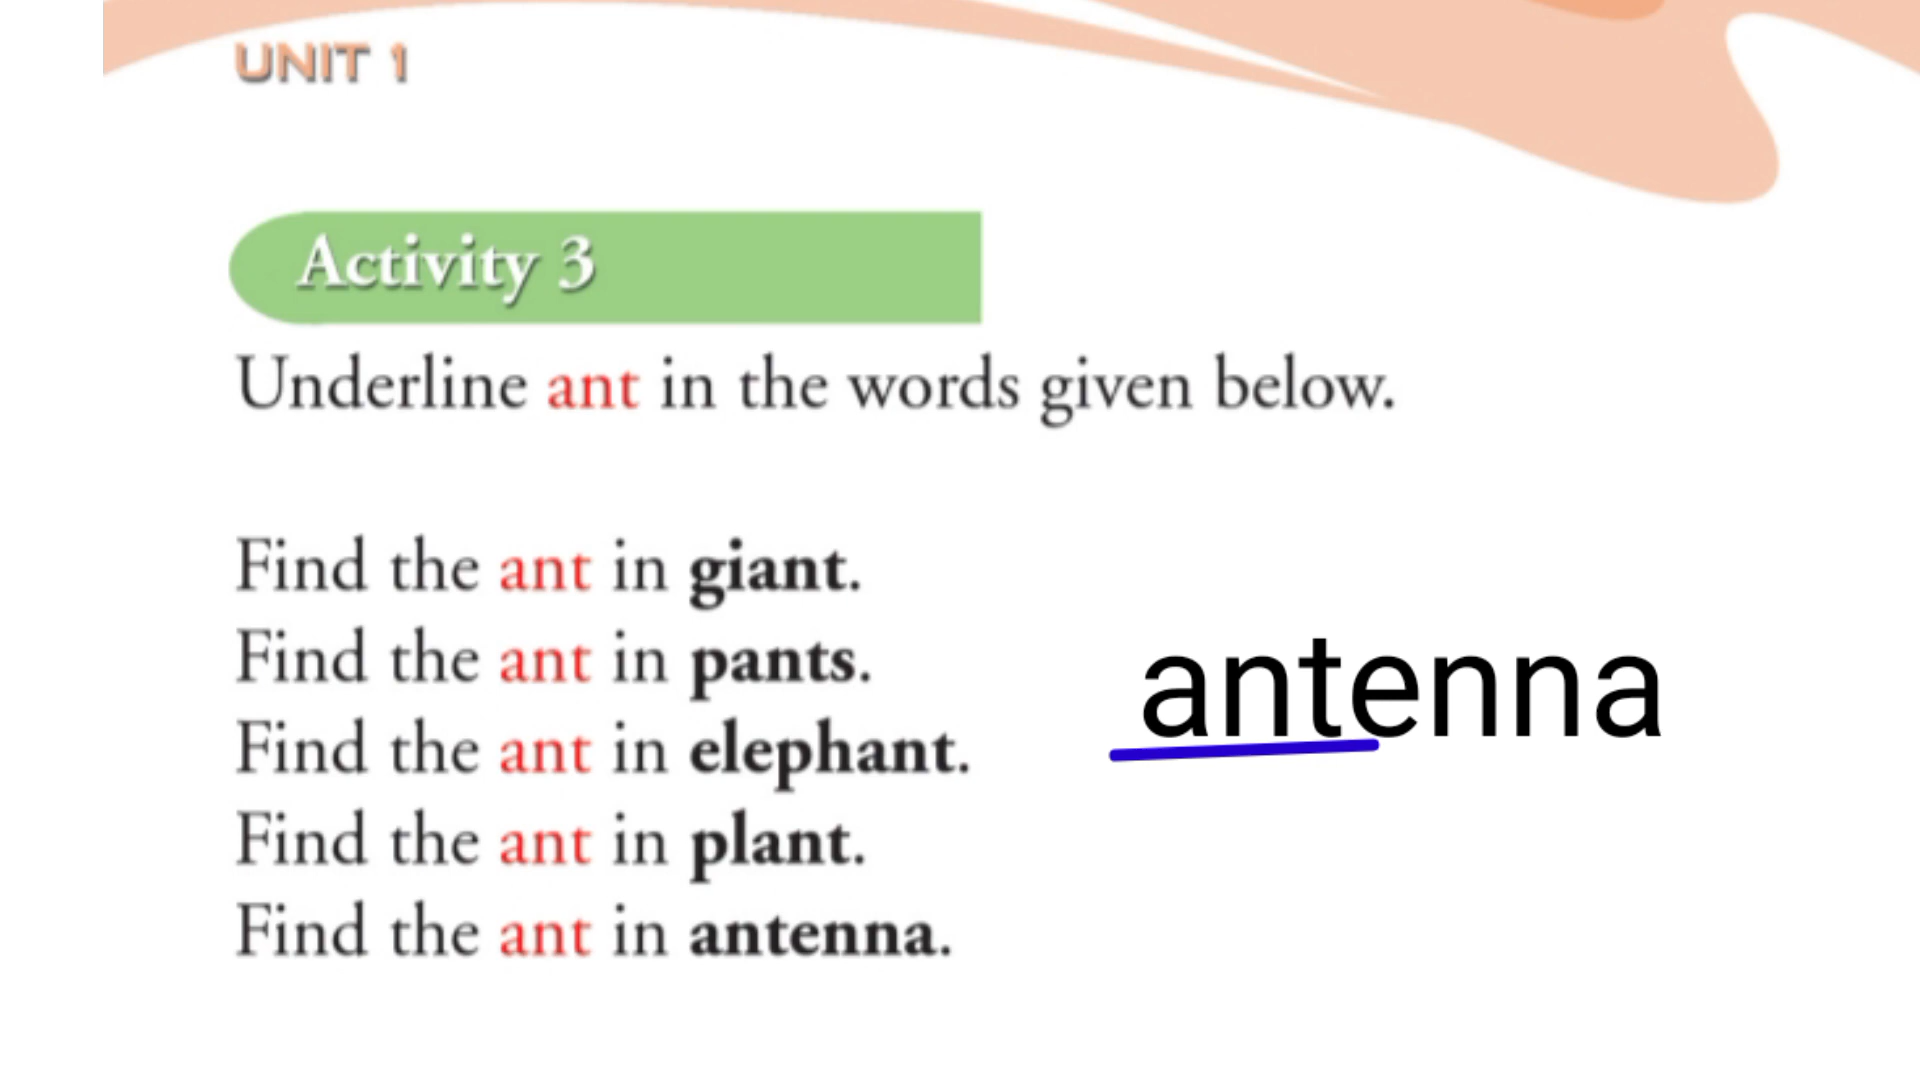 UNIT 1
Activity 3
Underline ant in the words given below.
Find the ant in giant.
Find the ant in pants.
Find the ant in elephant.
Find the ant in plant.
Find the ant in antenna.
antenna